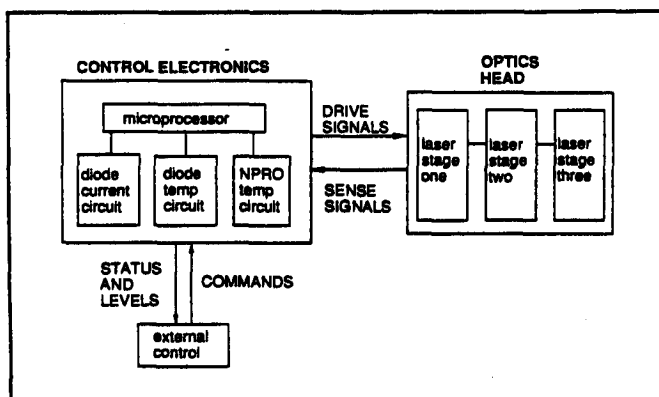 CONTROL ELECTRONICS
microprocessor
diode
current
circuit
diode
temp
circuit
NPRO
temp
circuit
DRIVE
SIGNALS
SENSE
SIGNALS
OPTICS
HEAD
laser
stage
one
laser
stage
two
laser
stage
three
STATUS
AND
LEVELS
COMMANDS
external
control